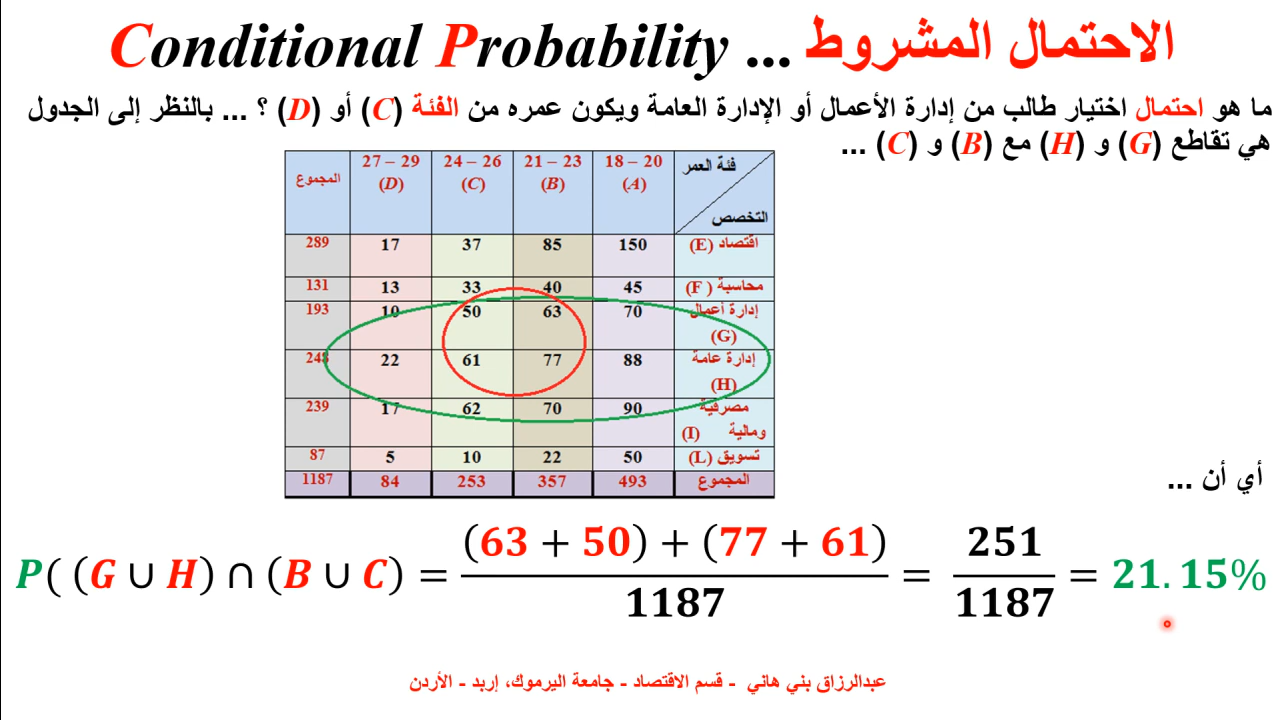 الاحتمال المشروط ... Conditional Probability
ما هو احتمال اختيار طالب من إدارة الأعمال أو الإدارة العامة ويكون عمره من الفئة (C) أو (D) ؟ ... بالنظر إلى الجدول
هي تقاطع (G) و (H) مع (B) و (C) ...
فئة العمر 18 – 20 21 – 23 24 – 26 27 – 29 المجموع
التخصص (A) (B) (C) (D)
اقتصاد (E) 150 85 37 17 289
محاسبة (F ) 45 40 33 13 131
إدارة أعمال 70 63 50 10 193
(G)
إدارة عامة 88 77 61 22 248
(H)
مصرفية 90 70 62 17 239
ومالية (I)
تسويق (L) 50 22 10 5 87
المجموع 493 357 253 84 1187
أي أن ...
P( (G ∪ H) ∩ (B ∪ C) = (63 + 50) + (77 + 61) / 1187 = 251 / 1187 = 21.15%
عبدالرزاق بني هاني - قسم الاقتصاد - جامعة اليرموك، إربد - الأردن